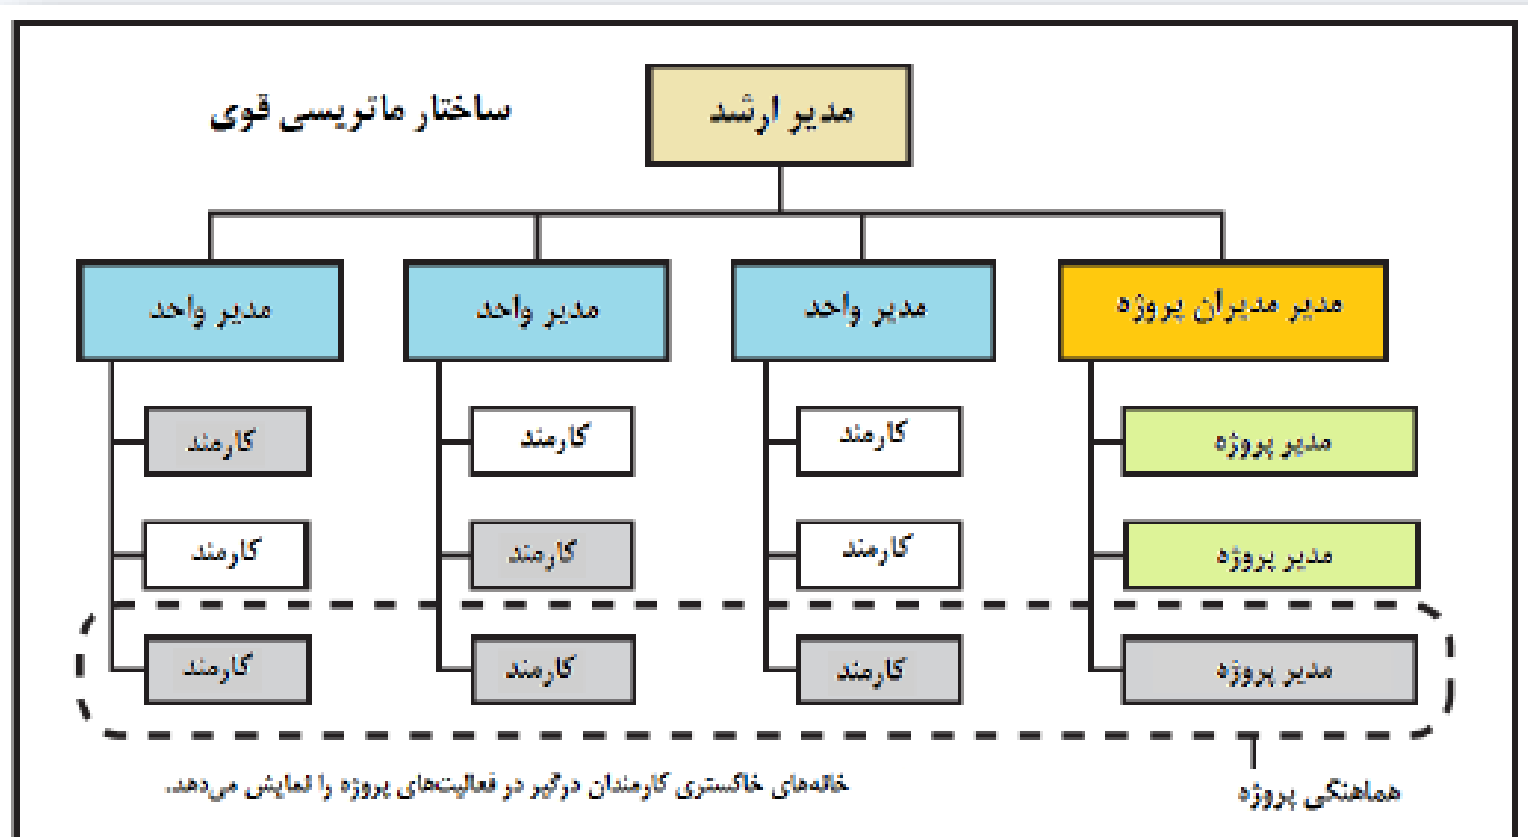 ساختار ماتریسی قوی
مدیر ارشد
مدیر مدیران پروژه
مدیر واحد
مدیر واحد
مدیر واحد
مدیر پروژه
کارمند
کارمند
کارمند
مدیر پروژه
کارمند
کارمند
کارمند
مدیر پروژه
کارمند
کارمند
کارمند
هماهنگی پروژه
خانه‌های خاکستری کارمندان درگیر در فعالیت‌های پروژه را نمایش می‌دهد.